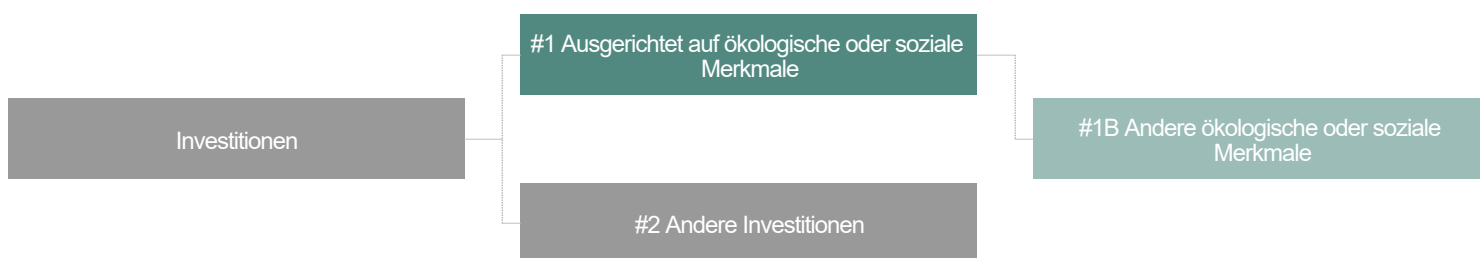 #1 Ausgerichtet auf ökologische oder soziale
Merkmale
Investitionen
#1B Andere ökologische oder soziale
Merkmale
#2 Andere Investitionen